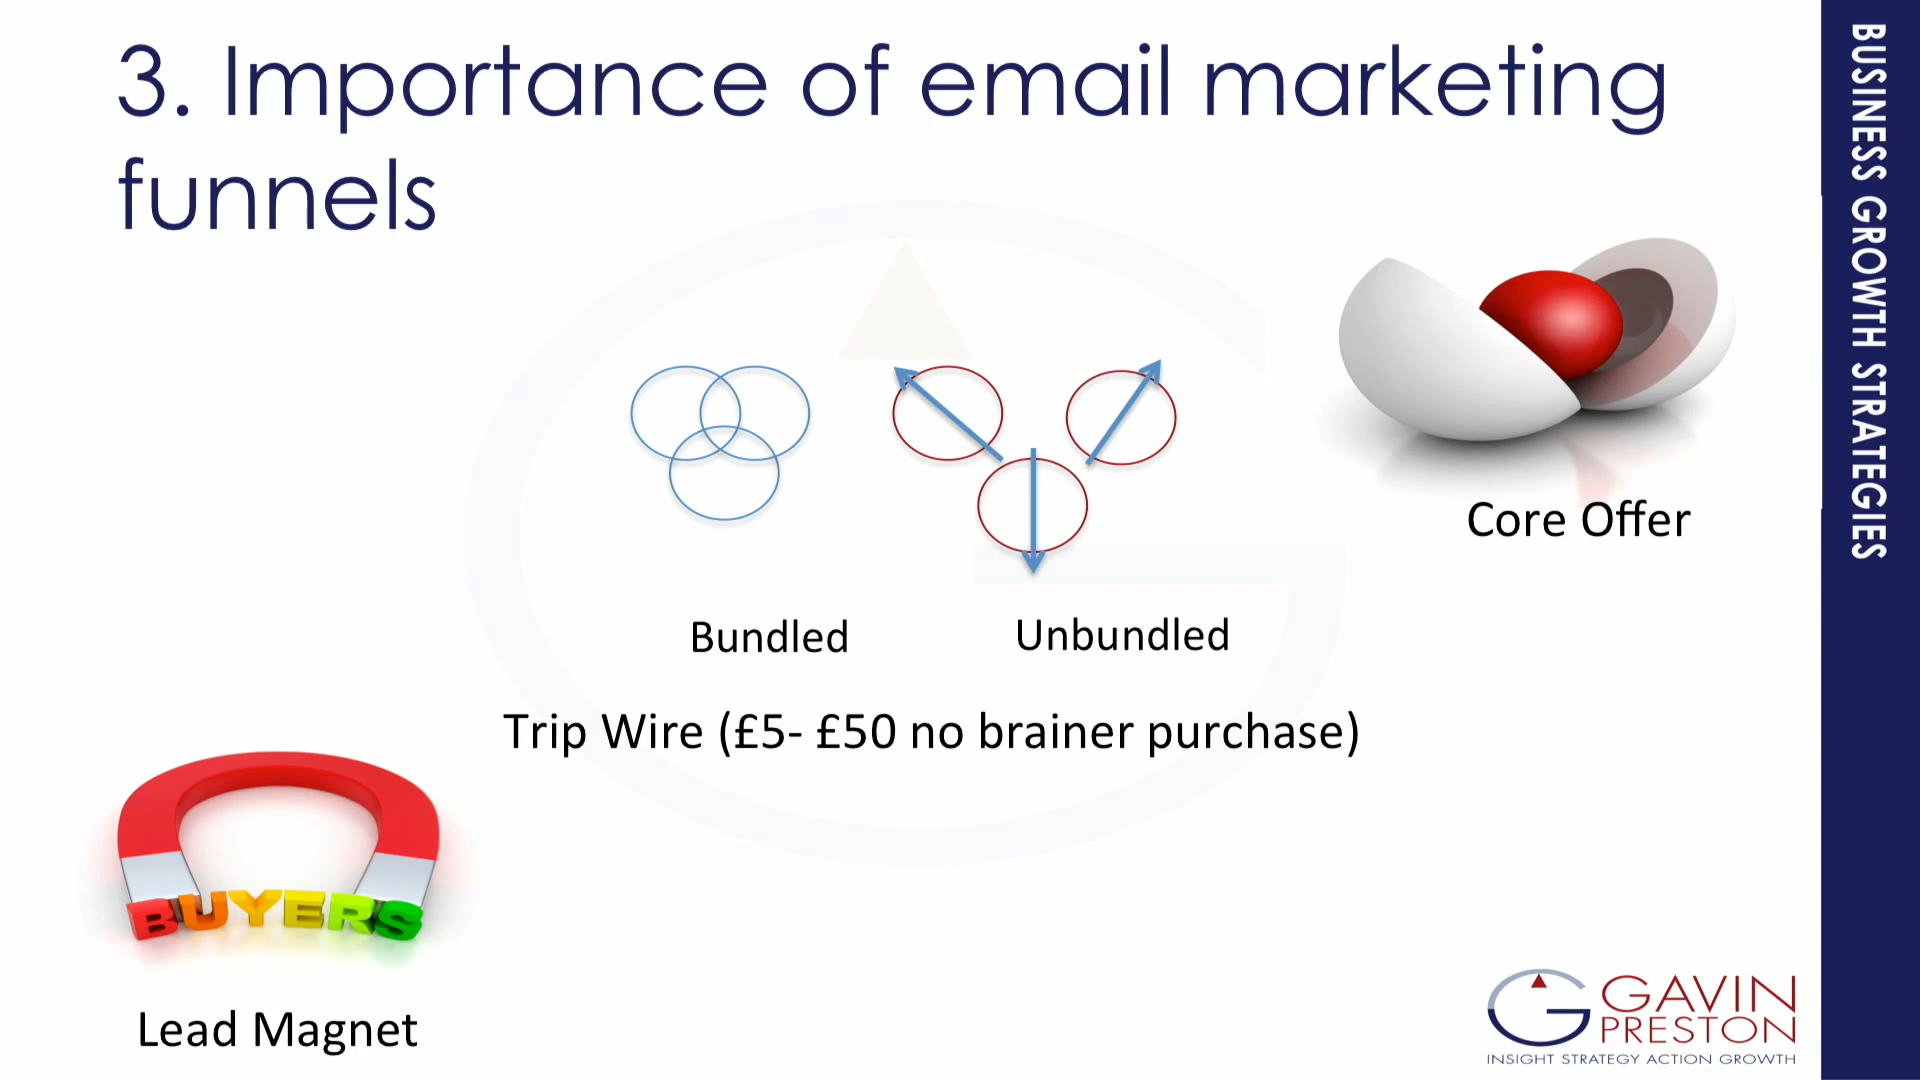 3. Importance of email marketing
funnels
BUSINESS GROWTH STRATEGIES
Core Offer
Bundled
Unbundled
Trip Wire (£5- £50 no brainer purchase)
BUYERS
Lead Magnet
GAVIN
PRESTON
INSIGHT STRATEGY ACTION GROWTH